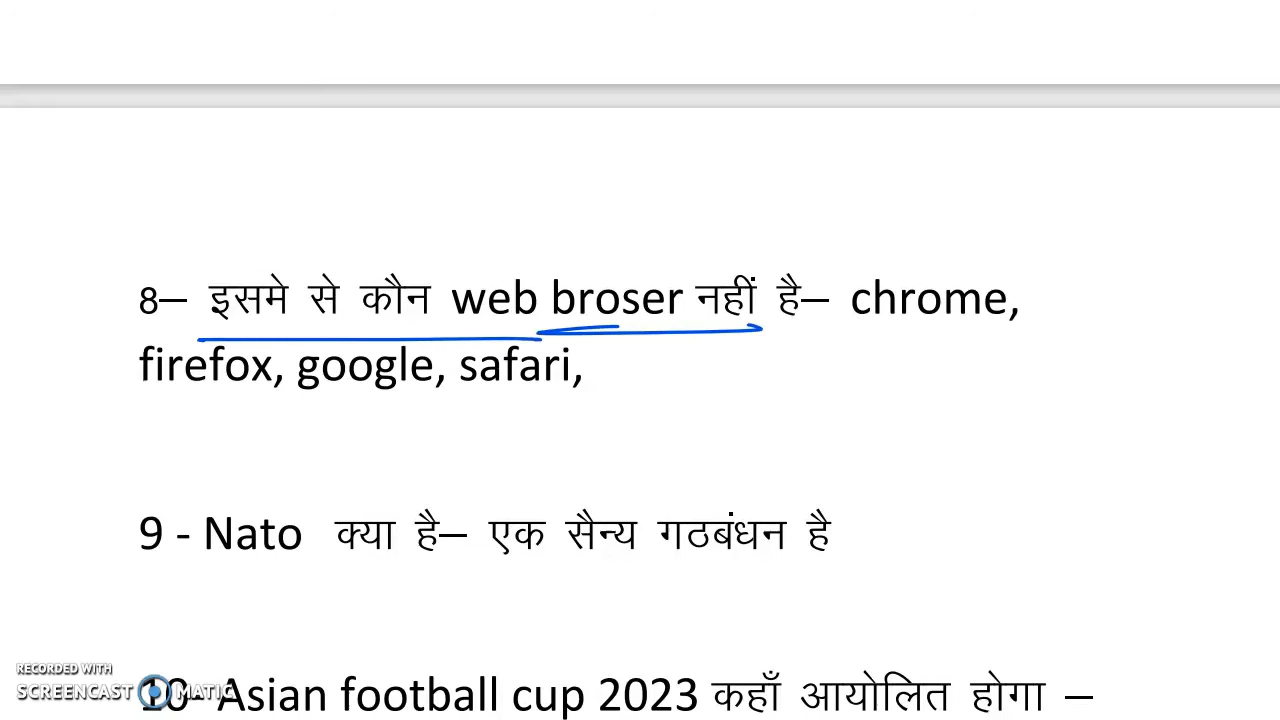 8– इसमे से कौन web broser नहीं है– chrome,
firefox, google, safari,
9 - Nato क्या है– एक सैन्य गठबंधन है
10- Asian football cup 2023 कहाँ आयोलित होगा –
RECORDED WITH
SCREENCAST MATIC